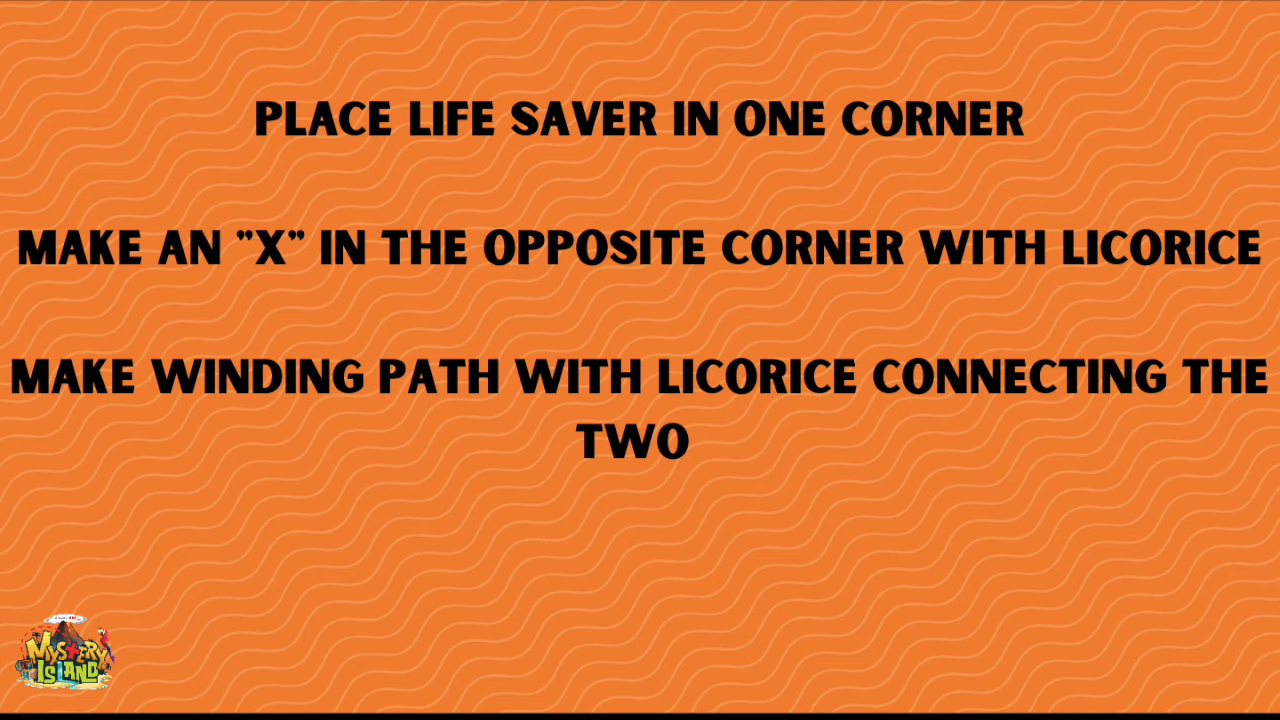 PLACE LIFE SAVER IN ONE CORNER
MAKE AN "X" IN THE OPPOSITE CORNER WITH LICORICE
MAKE WINDING PATH WITH LICORICE CONNECTING THE
TWO
MYSTERY
ISLAND